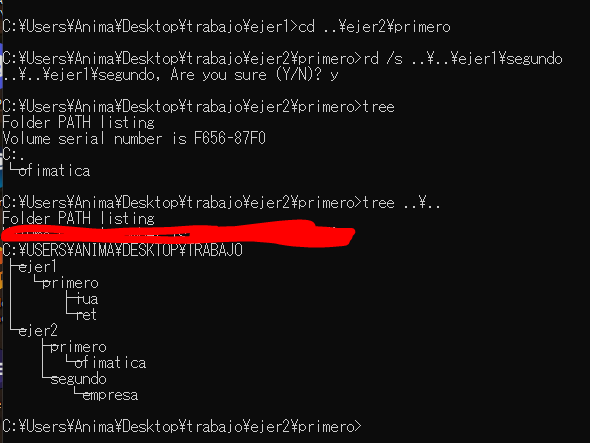 C:¥Users¥Anima¥Desktop¥trabajo¥ejer1>cd ..¥ejer2¥primero
C:¥Users¥Anima¥Desktop¥trabajo¥ejer2¥primero>rd /s ..¥..¥ejer1¥segundo
..¥..¥ejer1¥segundo, Are you sure (Y/N)? y
C:¥Users¥Anima¥Desktop¥trabajo¥ejer2¥primero>tree
Folder PATH listing
Volume serial number is F656-87F0
C:.
└─ofimatica
C:¥Users¥Anima¥Desktop¥trabajo¥ejer2¥primero>tree ..¥..
Folder PATH listing
C:¥USERS¥ANIMA¥DESKTOP¥TRABAJO
├─ejer1
│  └─primero
│      ├─iua
│      └─ret
└─ejer2
    ├─primero
    │  └─ofimatica
    └─segundo
        └─empresa
C:¥Users¥Anima¥Desktop¥trabajo¥ejer2¥primero>